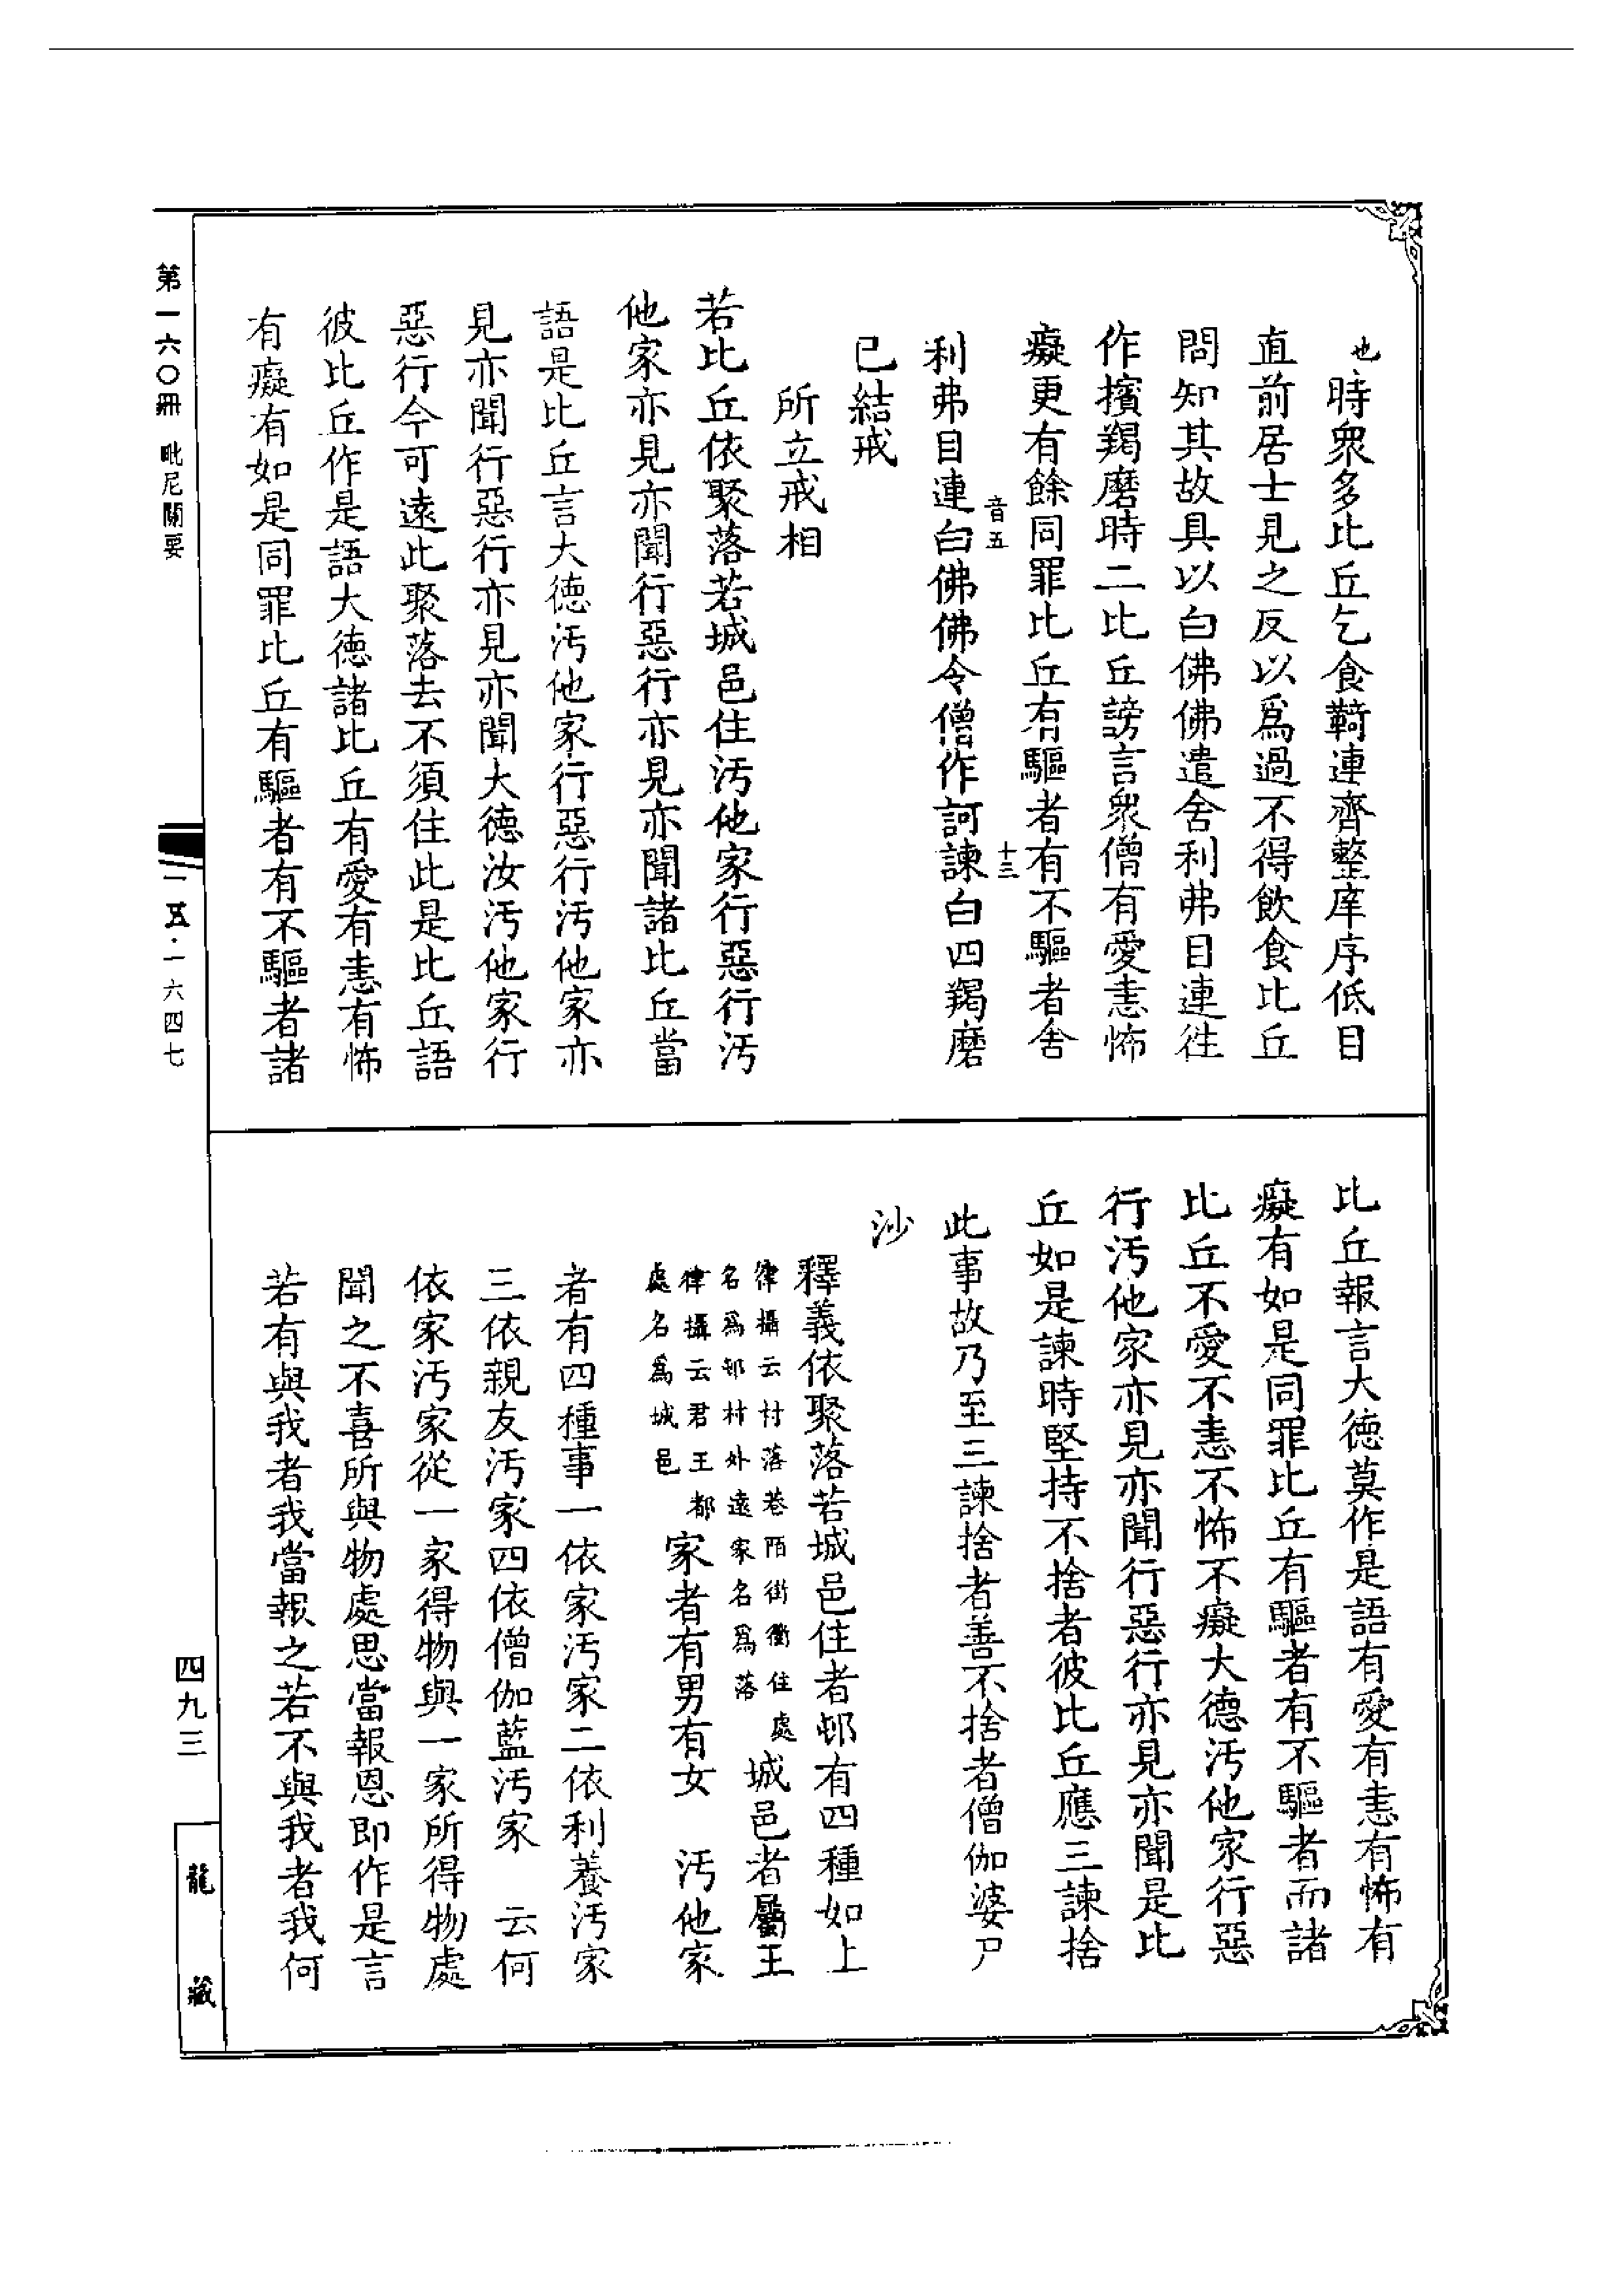 也時衆多比丘乞食鞯連齊整庠序低目
直前居士見之反以爲過不得飲食比丘
問知其故具以白佛佛遣舍利弗目連往
作擯羯磨時二比丘謗言衆僧有愛恚怖
癡更有餘同罪比丘有驅者有不驅者舍
音五
十三
利弗目連白佛佛令僧作訶諫白四羯磨
已結戒
所立戒相
若比丘依聚落若城邑住汚他家行惡行汚
他家亦見亦聞行惡行亦見亦聞諸比丘當
語是比丘言大德汚他家行惡行汚他家亦
見亦聞行惡行亦見亦聞大德汝汚他家行
惡行今可遠此聚落去不須住此是比丘語
彼比丘作是語大德諸比丘有愛有恚有怖
有癡有如是同罪比丘有驅者有不驅者諸
比丘報言大德莫作是語有愛有恚有怖有
癡有如是同罪比丘有驅者有不驅者而諸
比丘不愛不恚不怖不癡大德汚他家行惡
行汚他家亦見亦聞行惡行亦見亦聞是比
丘如是諫時堅持不捨者彼比丘應三諫捨
此事故乃至三諫捨者善不捨者僧伽婆尸
沙
釋義依聚落若城邑住者邨有四種如上
律攝云村落巷陌街衢住處
名爲邨村外遠家名爲落
城邑者屬王
律攝云君王都
處名爲城邑
家者有男有女 汚他家
者有四種事一依家汚家二依利養汚家
三依親友汚家四依僧伽藍汚家 云何
依家汚家從一家得物與一家所得物處
聞之不喜所與物處思當報恩即作是言
若有與我者我當報之若不與我者我何
第一六〇冊 毗尼關要
一五·一六四七
四九三
龍藏